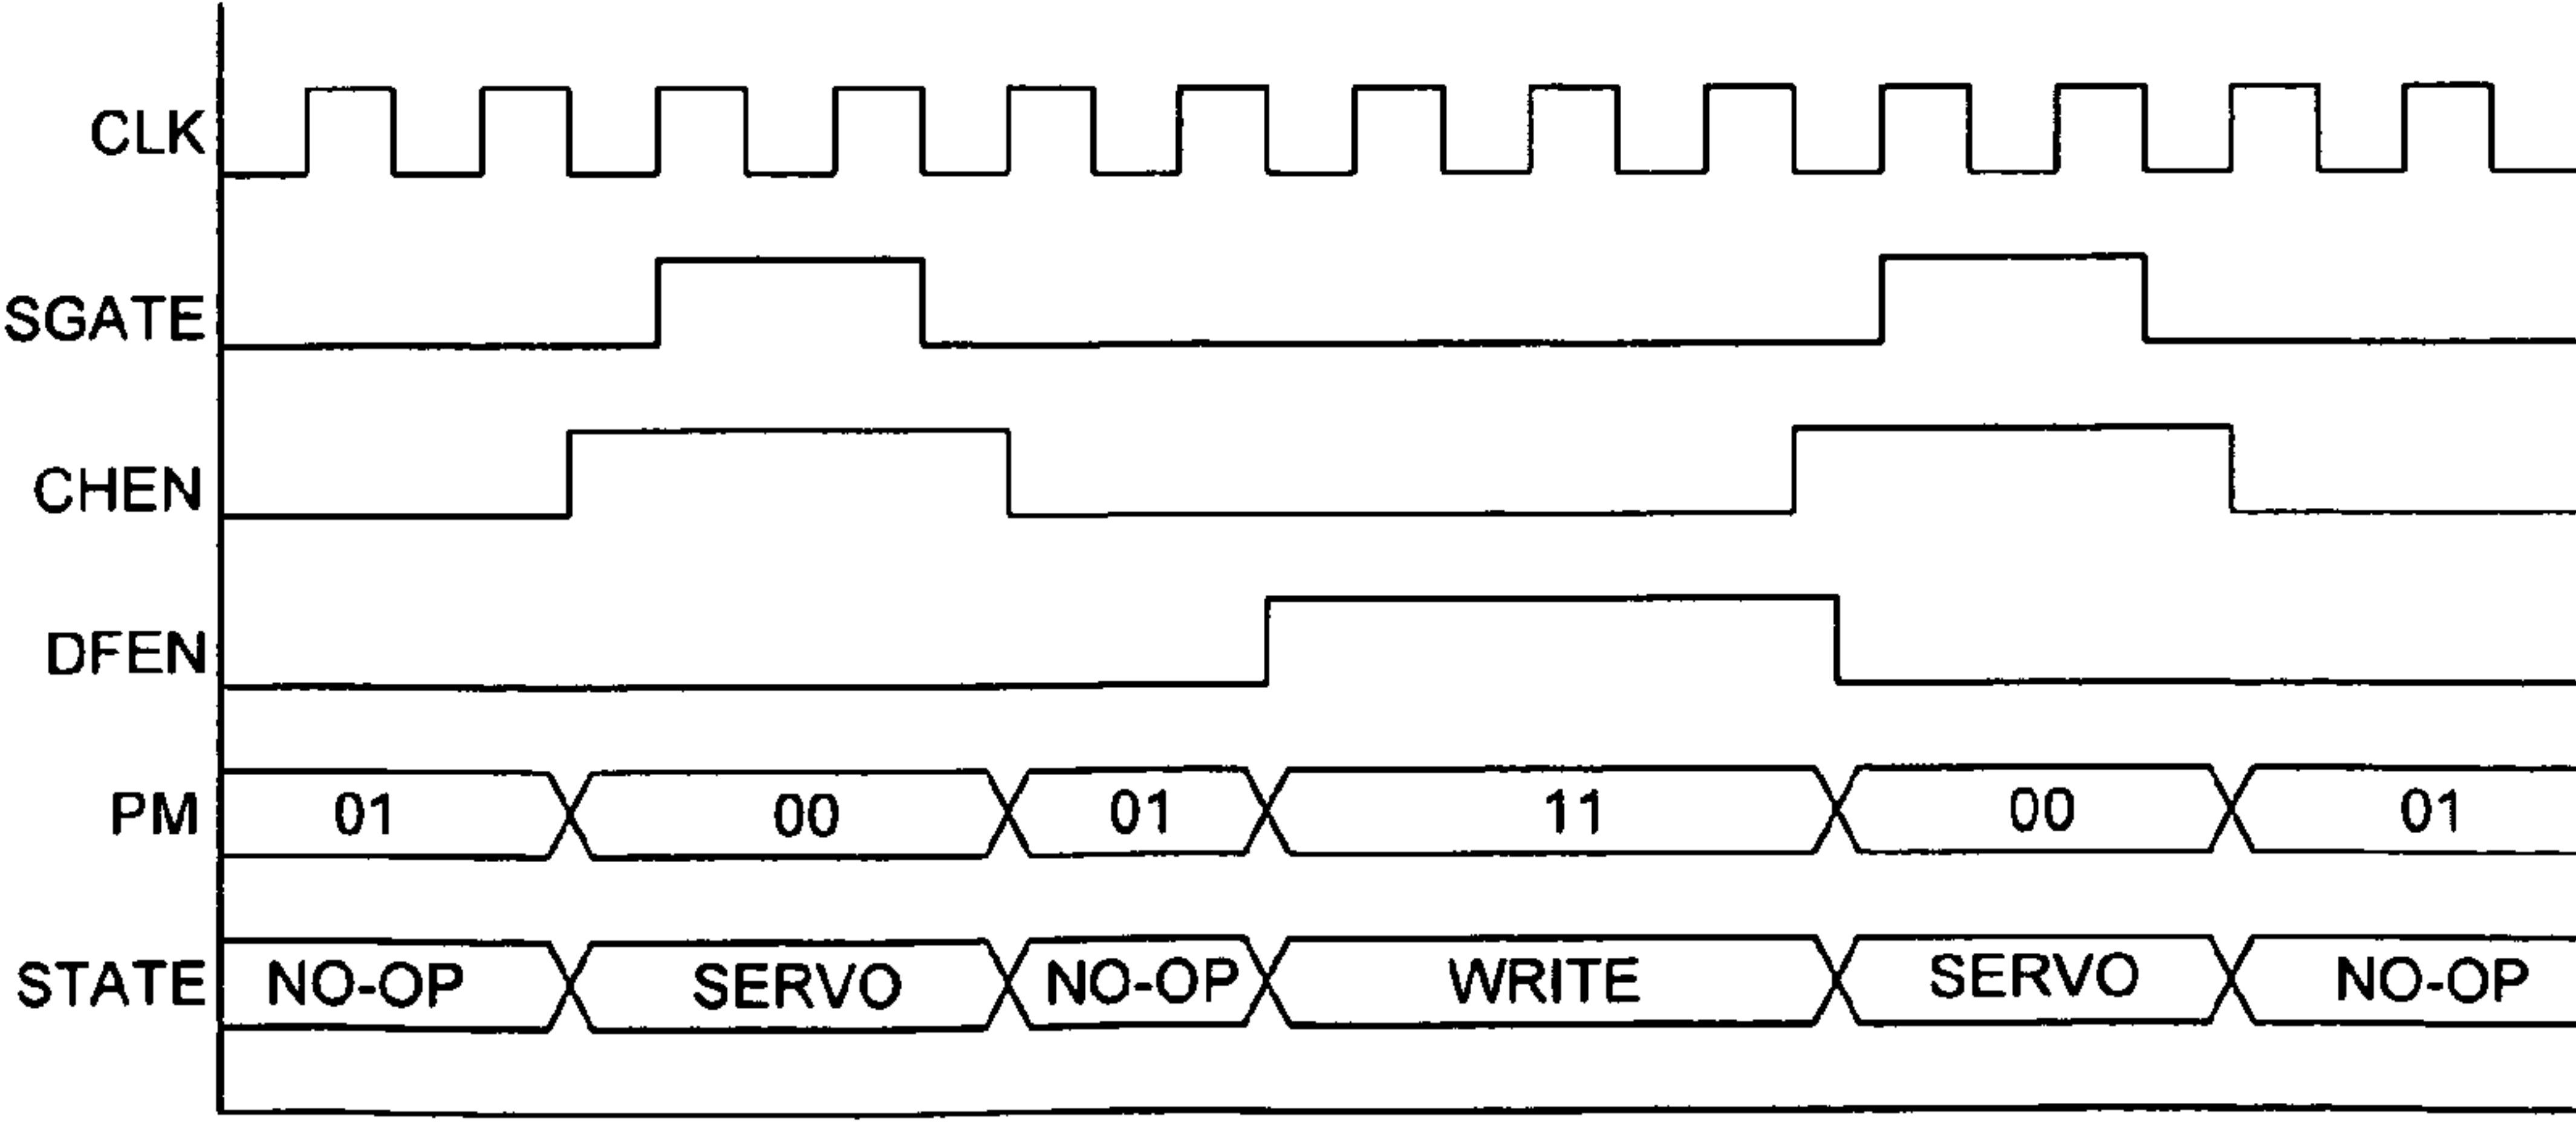 CLK
SGATE
CHEN
DFEN
PM 01 00 01 11 00 01
STATE NO-OP SERVO NO-OP WRITE SERVO NO-OP